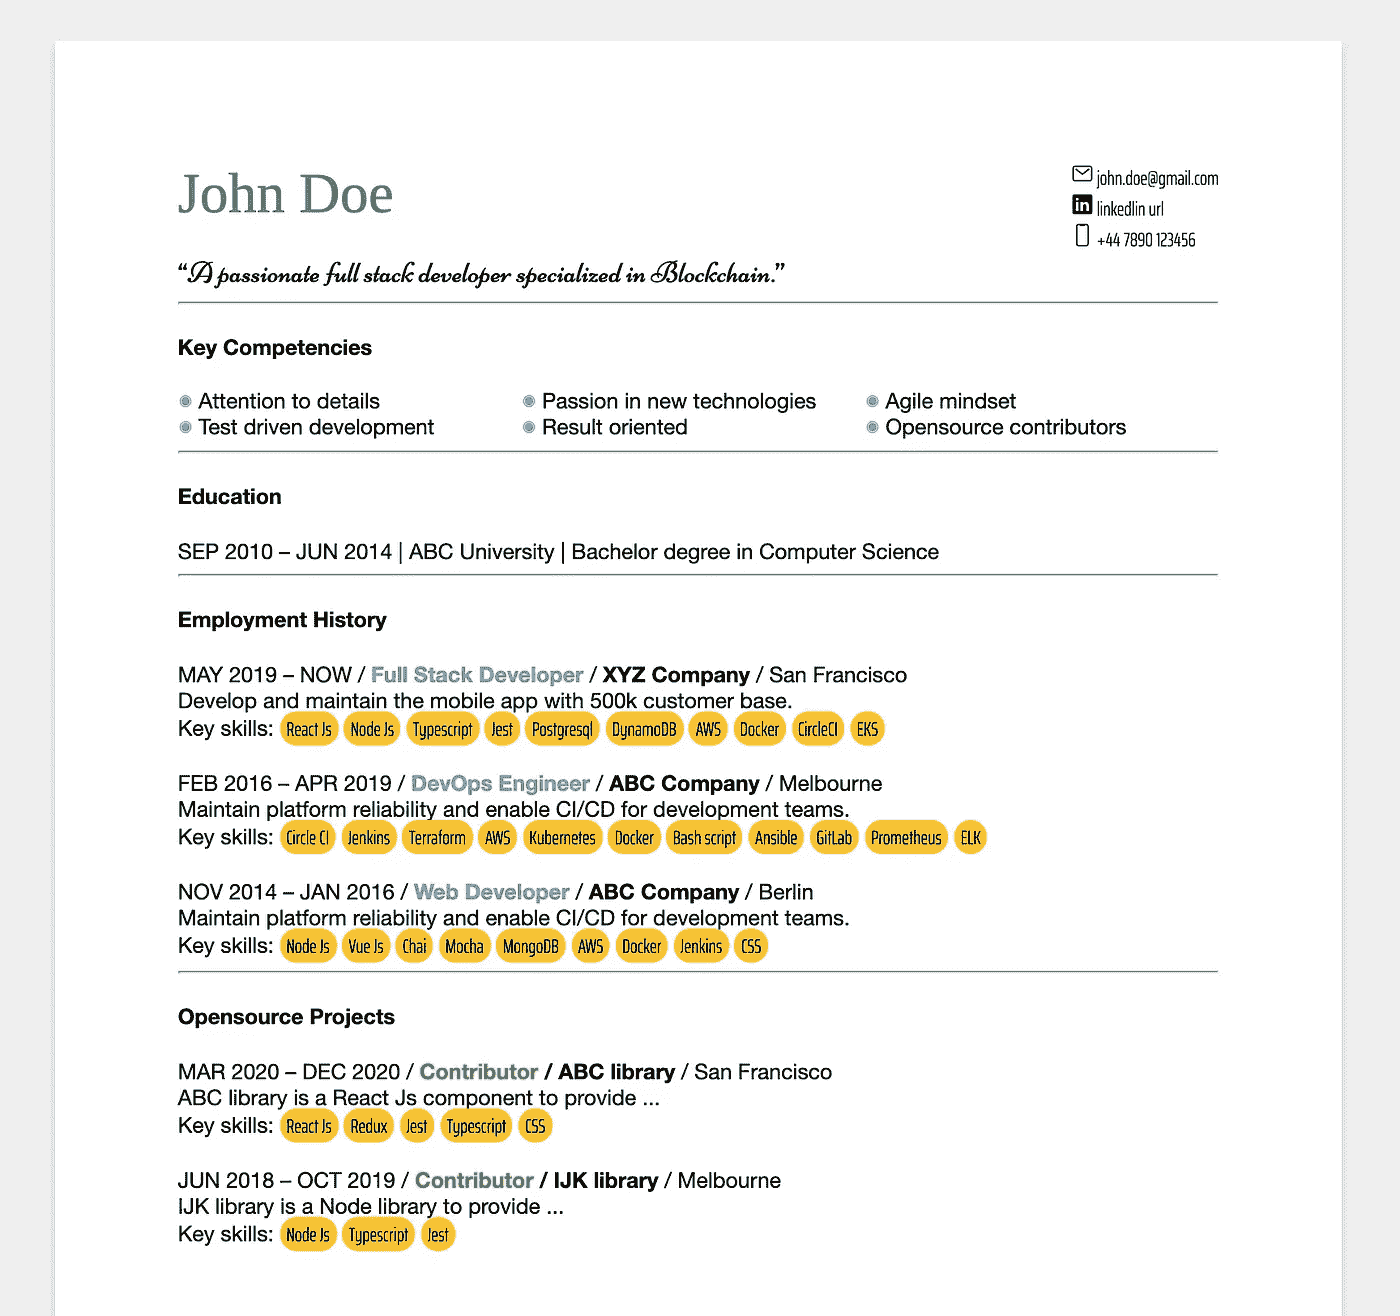 John Doe
john.doe@gmail.com
linkedlin url
+44 7890 123456
“A passionate full stack developer specialized in Blockchain.”
Key Competencies
Attention to details Passion in new technologies Agile mindset
Test driven development Result oriented Opensource contributors
Education
SEP 2010 – JUN 2014 | ABC University | Bachelor degree in Computer Science
Employment History
MAY 2019 – NOW / Full Stack Developer / XYZ Company / San Francisco
Develop and maintain the mobile app with 500k customer base.
Key skills: React Js Node Js Typescript Jest Postgresql DynamoDB AWS Docker CircleCI EKS
FEB 2016 – APR 2019 / DevOps Engineer / ABC Company / Melbourne
Maintain platform reliability and enable CI/CD for development teams.
Key skills: Circle CI Jenkins Terraform AWS Kubernetes Docker Bash script Ansible GitLab Prometheus ELK
NOV 2014 – JAN 2016 / Web Developer / ABC Company / Berlin
Maintain platform reliability and enable CI/CD for development teams.
Key skills: Node Js Vue Js Chai Mocha MongoDB AWS Docker Jenkins CSS
Opensource Projects
MAR 2020 – DEC 2020 / Contributor / ABC library / San Francisco
ABC library is a React Js component to provide ...
Key skills: React Js Redux Jest Typescript CSS
JUN 2018 – OCT 2019 / Contributor / IJK library / Melbourne
IJK library is a Node library to provide ...
Key skills: Node Js Typescript Jest